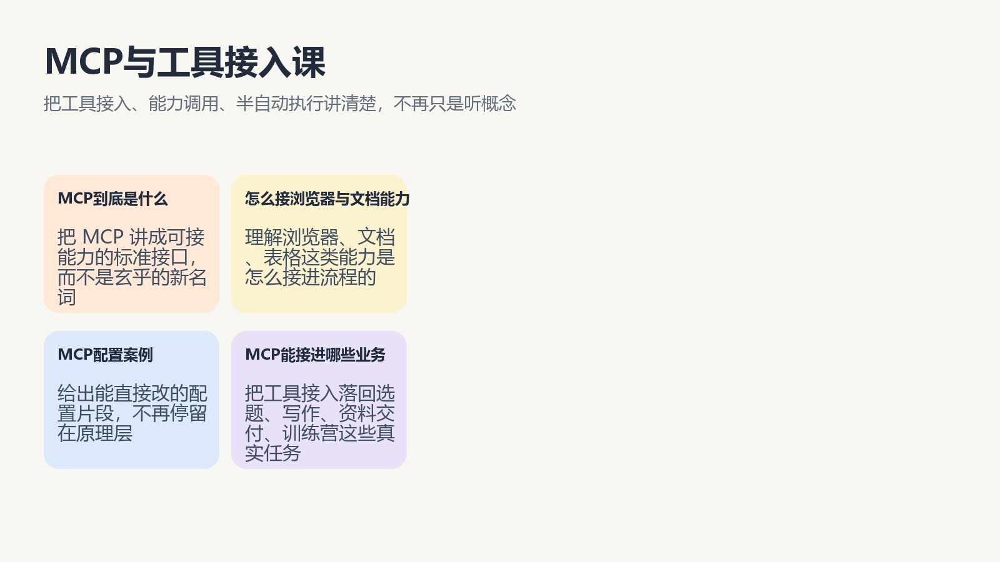 MCP与工具接入课
把工具接入、能力调用、半自动执行讲清楚，不再只是听概念
MCP到底是什么
把 MCP 讲成可接
能力的标准接口，
而不是玄乎的新名
词
怎么接浏览器与文档能力
理解浏览器、文档
、表格这类能力是
怎么接进流程的
MCP配置案例
给出能直接改的配
置片段，不再停留
在原理层
MCP能接进哪些业务
把工具接入落回选
题、写作、资料交
付、训练营这些真
实任务